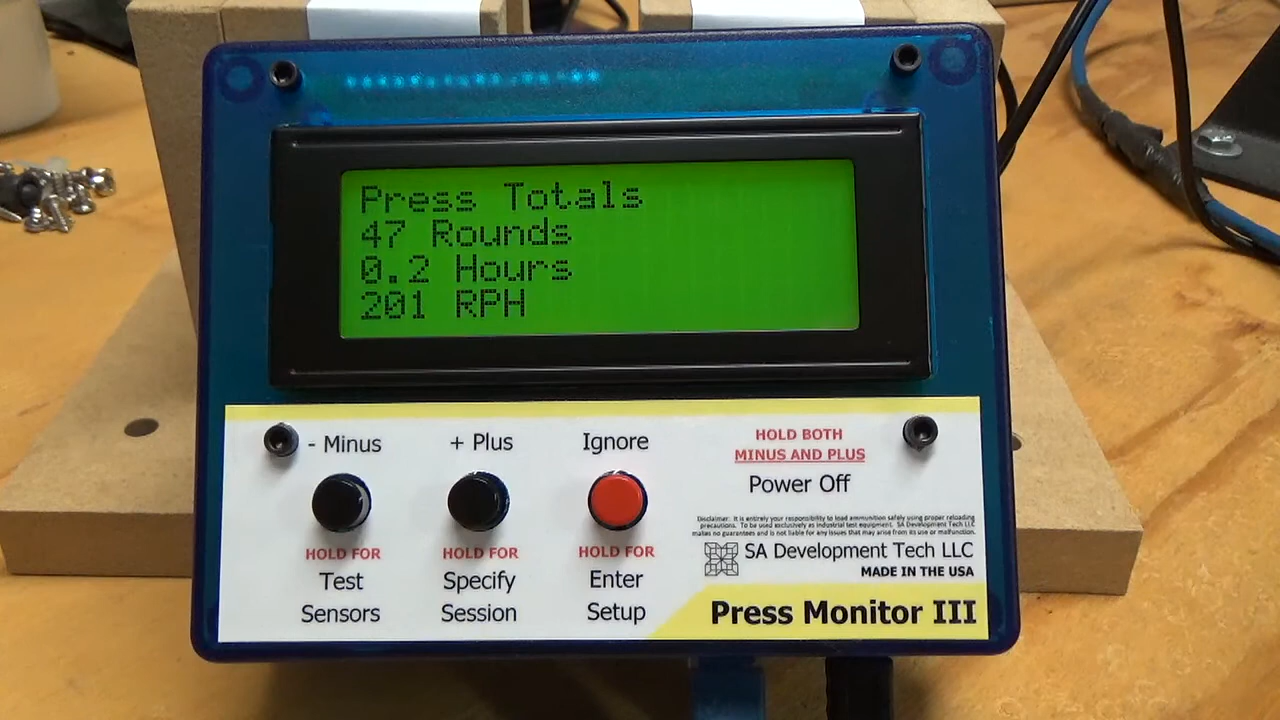 Press Totals
47 Rounds
0.2 Hours
201 RPH
- Minus
+ Plus
Ignore
HOLD BOTH
MINUS AND PLUS
Power Off
HOLD FOR
Test
Sensors
HOLD FOR
Specify
Session
HOLD FOR
Enter
Setup
Disclaimer: It is entirely your responsibility to load ammunition safely using proper reloading
precautions. To be used exclusively as industrial test equipment. SA Development Tech LLC
makes no guarantees and is not liable for any issues that may arise from its use or malfunction.
SA Development Tech LLC
MADE IN THE USA
Press Monitor III